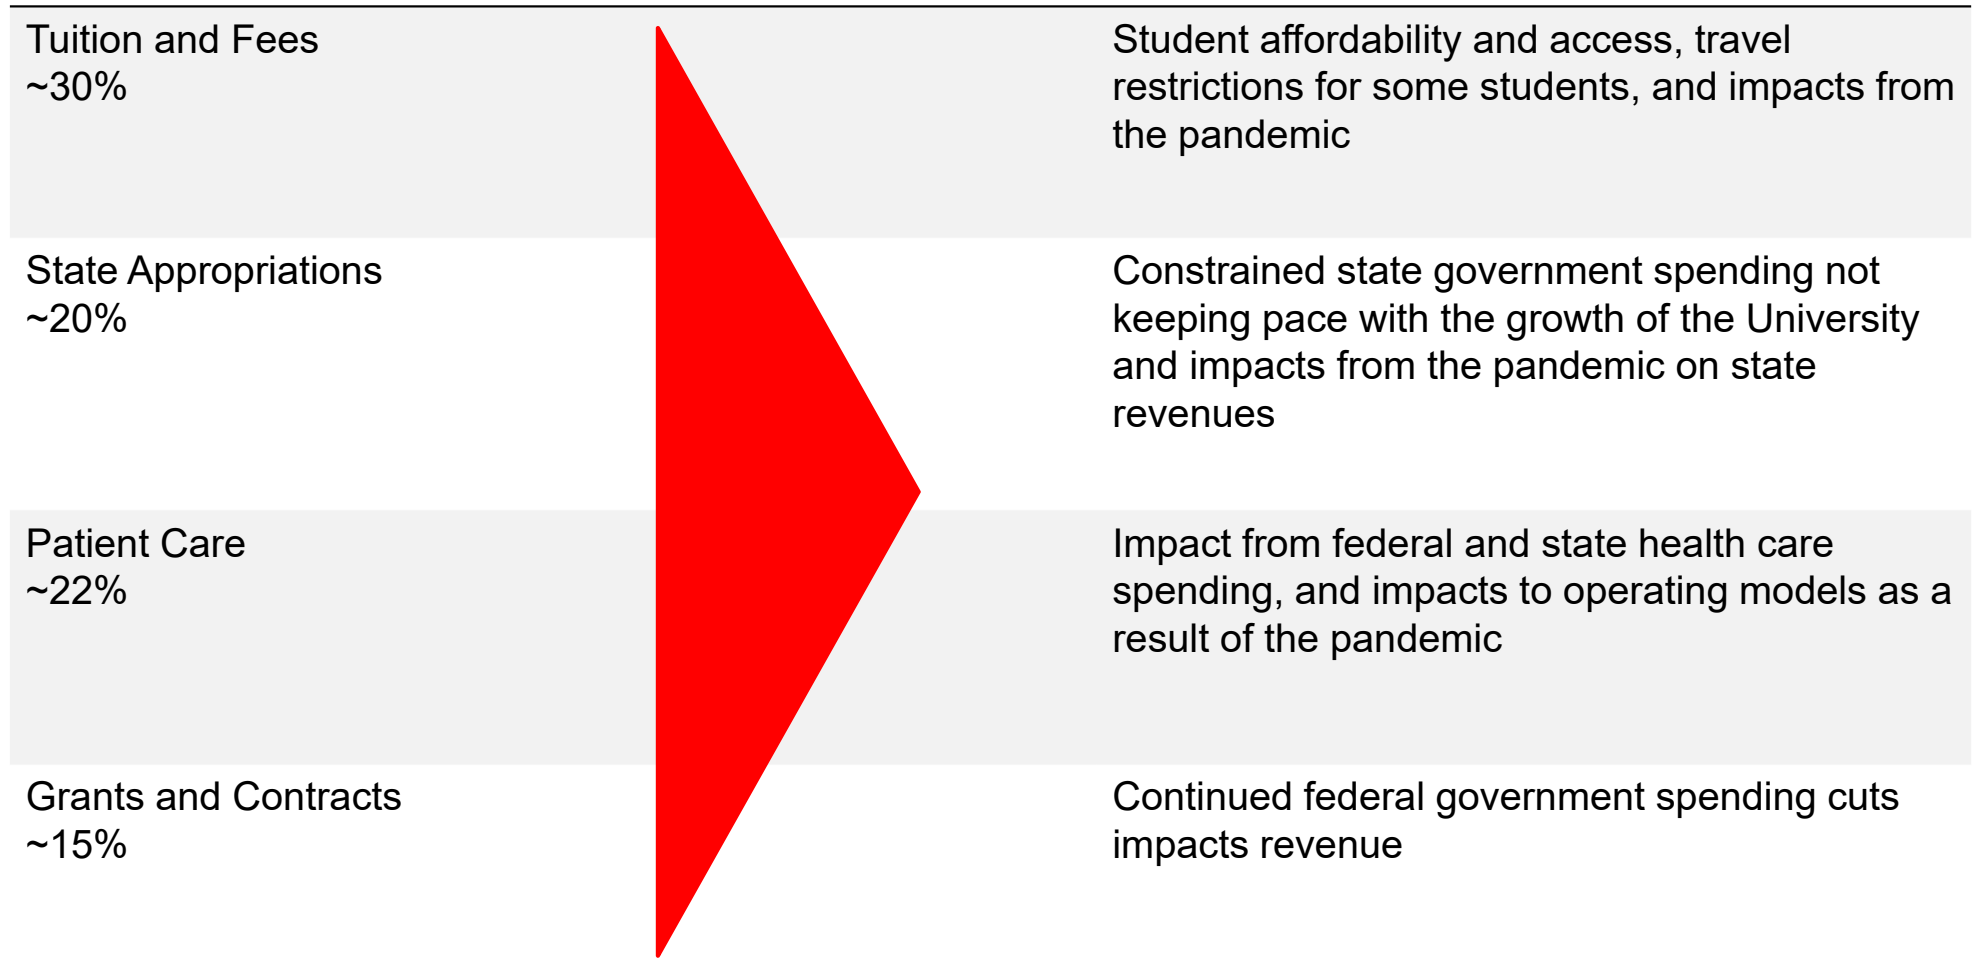 Tuition and Fees
~30%
Student affordability and access, travel
restrictions for some students, and impacts from
the pandemic
State Appropriations
~20%
Constrained state government spending not
keeping pace with the growth of the University
and impacts from the pandemic on state
revenues
Patient Care
~22%
Impact from federal and state health care
spending, and impacts to operating models as a
result of the pandemic
Grants and Contracts
~15%
Continued federal government spending cuts
impacts revenue